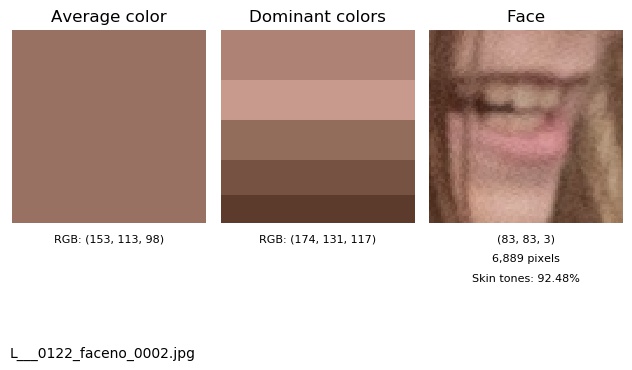 Average color
Dominant colors
Face
RGB: (153, 113, 98)
RGB: (174, 131, 117)
(83, 83, 3)
6,889 pixels
Skin tones: 92.48%
L___0122_faceno_0002.jpg